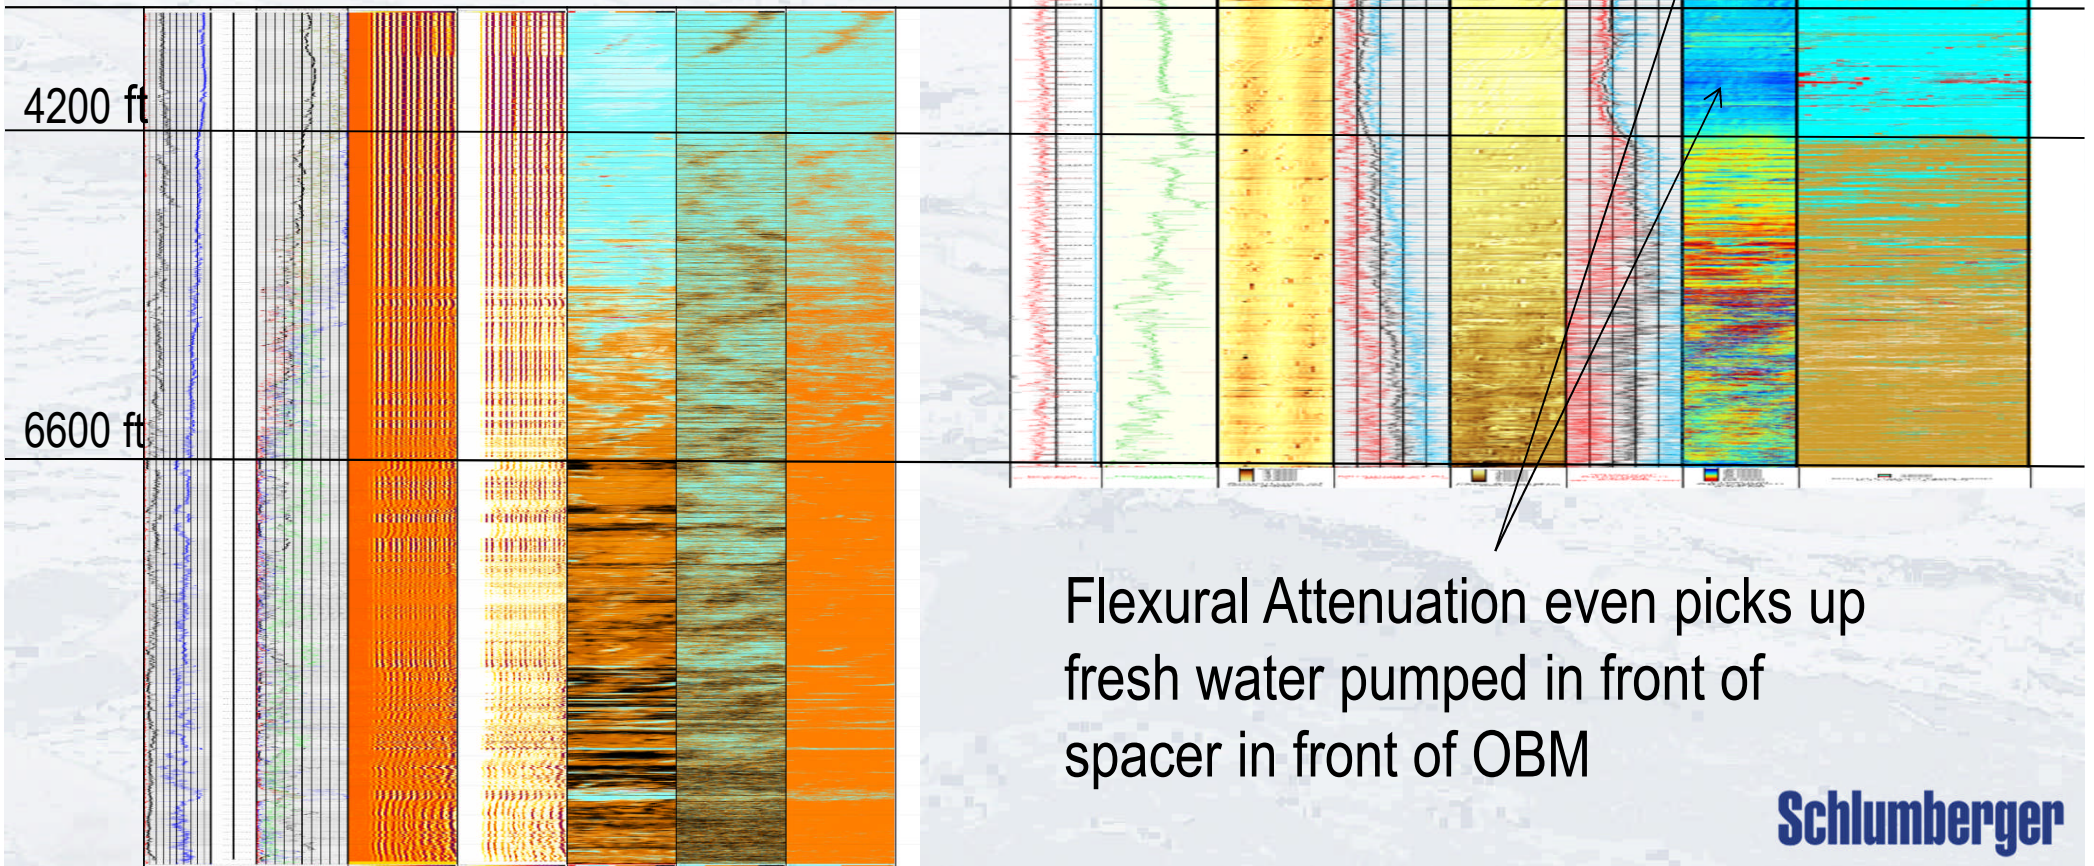 4200 ft
6600 ft
Flexural Attenuation even picks up
fresh water pumped in front of
spacer in front of OBM
Schlumberger